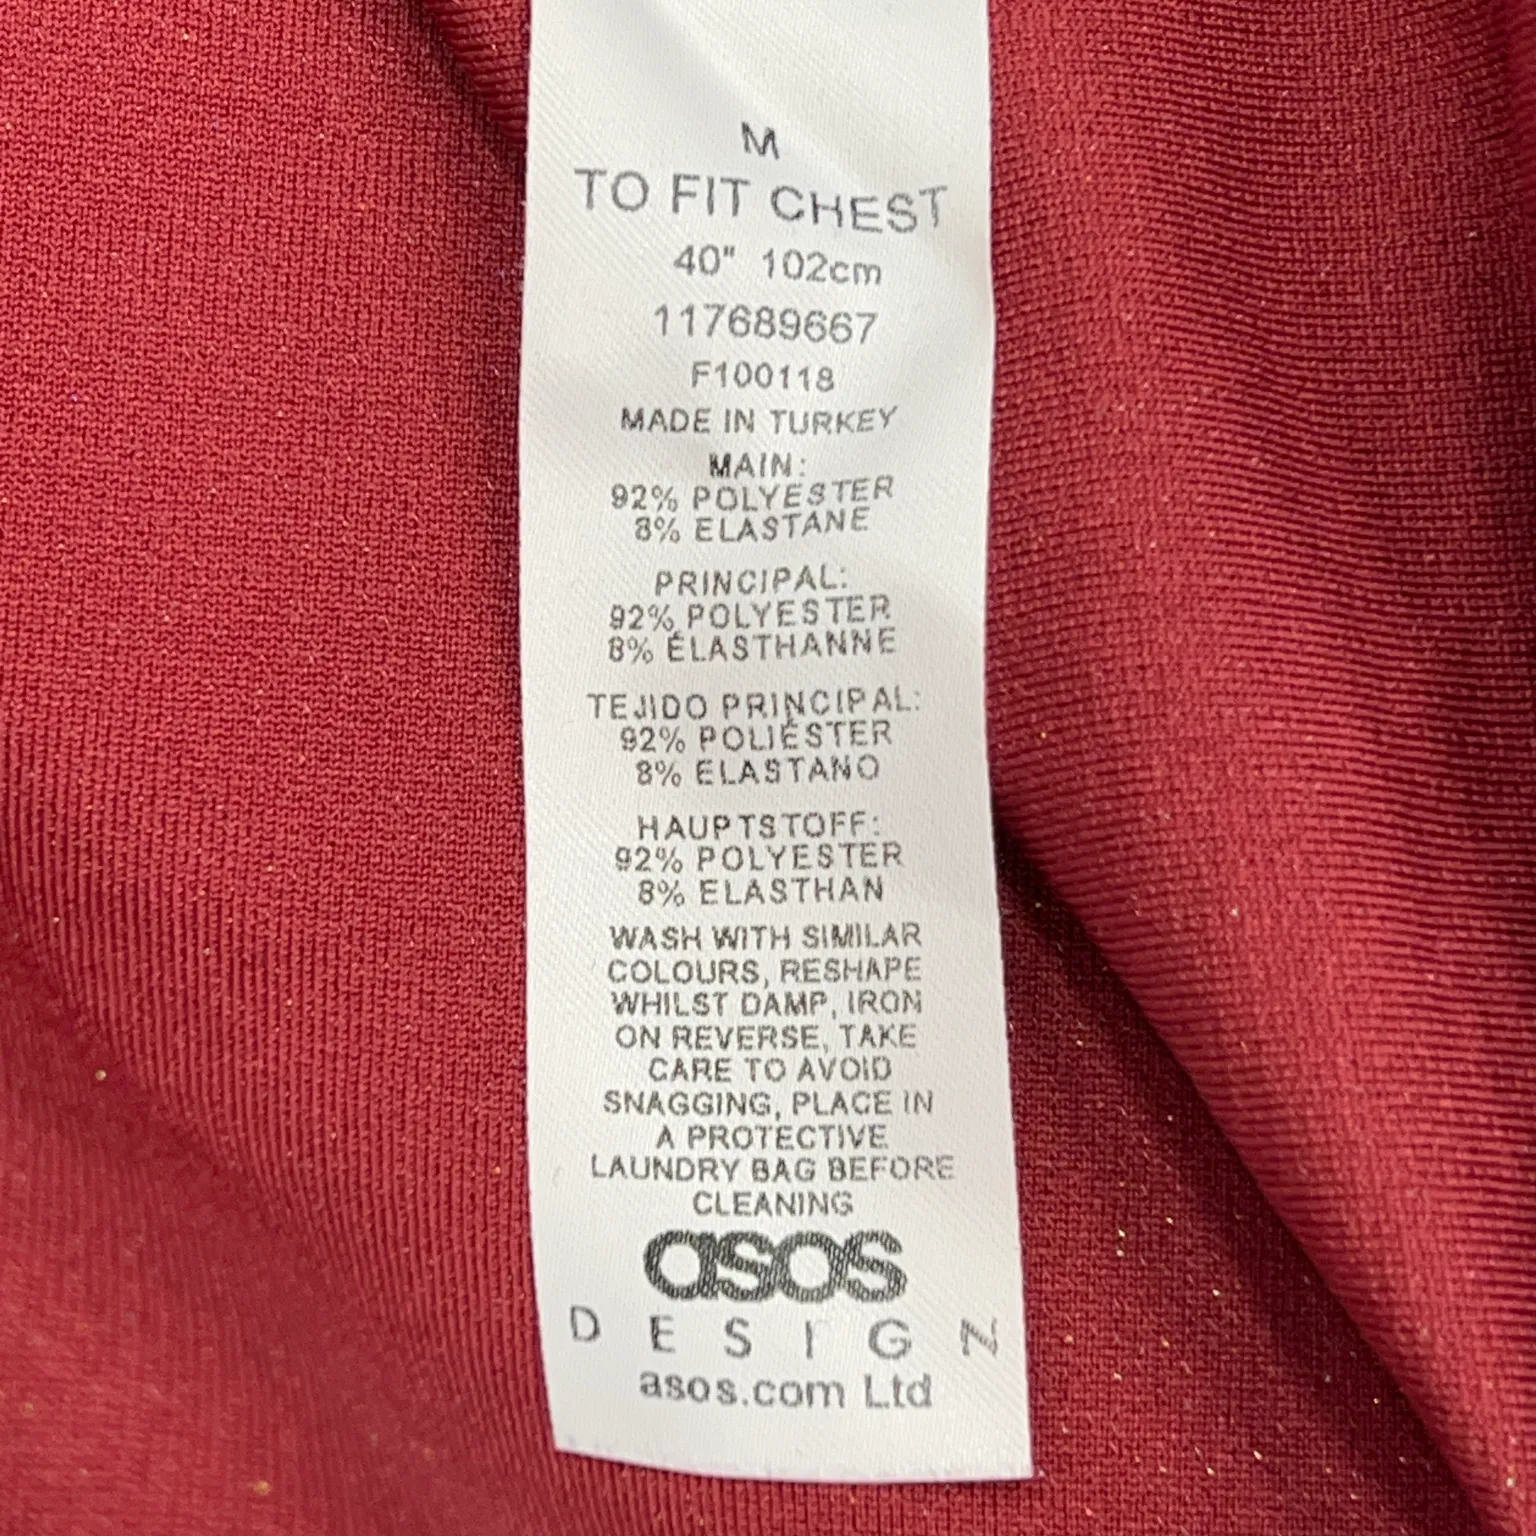 M
TO FIT CHEST
40" 102cm
117689667
F100118
MADE IN TURKEY
MAIN:
92% POLYESTER
8% ELASTANE
PRINCIPAL:
92% POLYESTER
8% ÉLASTHANNE
TEJIDO PRINCIPAL:
92% POLIÉSTER
8% ELASTANO
HAUPTSTOFF:
92% POLYESTER
8% ELASTHAN
WASH WITH SIMILAR
COLOURS, RESHAPE
WHILST DAMP, IRON
ON REVERSE, TAKE
CARE TO AVOID
SNAGGING, PLACE IN
A PROTECTIVE
LAUNDRY BAG BEFORE
CLEANING
asos
DESIGN
asos.com Ltd